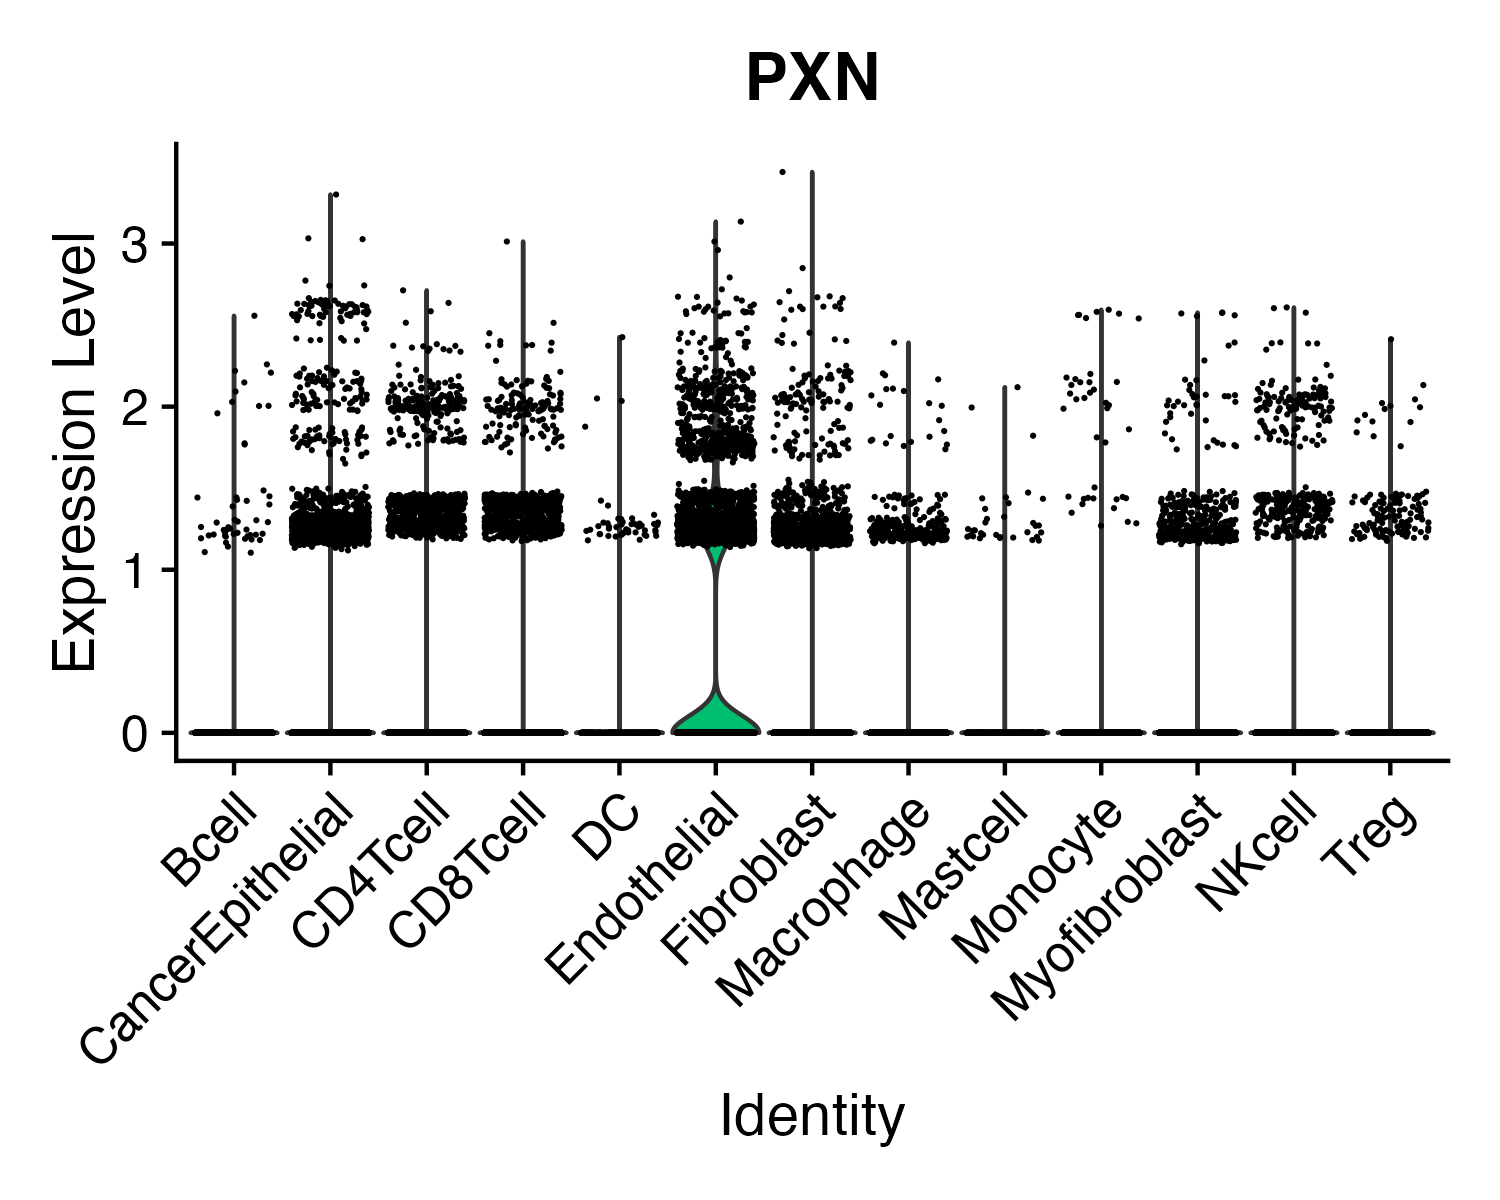 PXN
Expression Level
3
2
1
0
Bcell
CancerEpithelial
CD4Tcell
CD8Tcell
DC
Endothelial
Fibroblast
Macrophage
Mastcell
Monocyte
Myofibroblast
NKcell
Treg
Identity